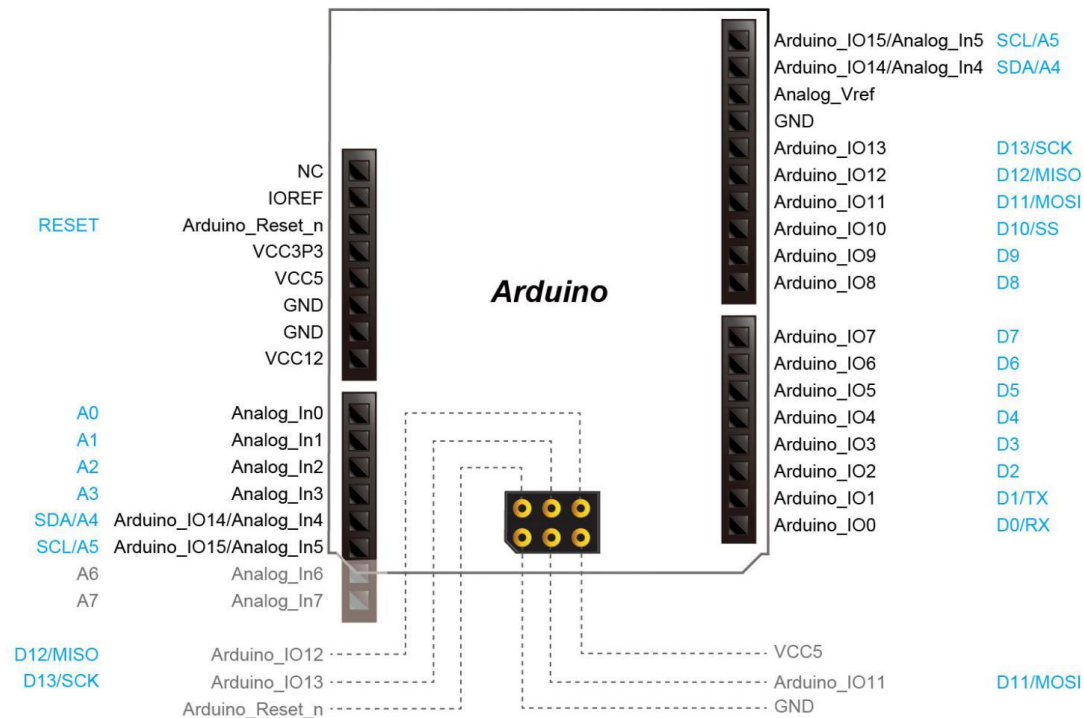 Arduino_IO15/Analog_In5 SCL/A5
Arduino_IO14/Analog_In4 SDA/A4
Analog_Vref
GND
Arduino_IO13 D13/SCK
NC Arduino_IO12 D12/MISO
IOREF Arduino_IO11 D11/MOSI
RESET Arduino_Reset_n Arduino_IO10 D10/SS
VCC3P3 Arduino_IO9 D9
VCC5 Arduino_IO8 D8
Arduino
GND
GND Arduino_IO7 D7
VCC12 Arduino_IO6 D6
Arduino_IO5 D5
A0 Analog_In0 Arduino_IO4 D4
A1 Analog_In1 Arduino_IO3 D3
A2 Analog_In2 Arduino_IO2 D2
A3 Analog_In3 Arduino_IO1 D1/TX
SDA/A4 Arduino_IO14/Analog_In4 Arduino_IO0 D0/RX
SCL/A5 Arduino_IO15/Analog_In5
A6 Analog_In6
A7 Analog_In7
D12/MISO Arduino_IO12 VCC5
D13/SCK Arduino_IO13 Arduino_IO11 D11/MOSI
Arduino_Reset_n GND